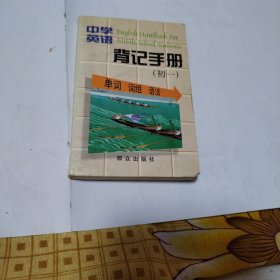 中学
英语
English Handbook For
Middle School Students
背记手册
(初一)
单词 词组 语法
群众出版社